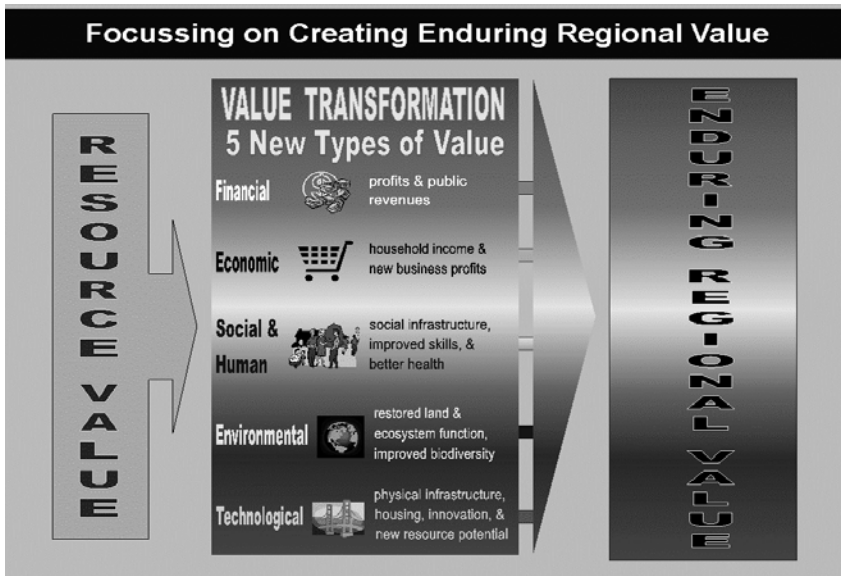 Focussing on Creating Enduring Regional Value
RESOURCE VALUE
VALUE TRANSFORMATION
5 New Types of Value
Financial
profits & public
revenues
Economic
household income &
new business profits
Social &
Human
social infrastructure,
improved skills, &
better health
Environmental
restored land &
ecosystem function,
improved biodiversity
Technological
physical infrastructure,
housing, innovation, &
new resource potential
ENDURING REGIONAL VALUE